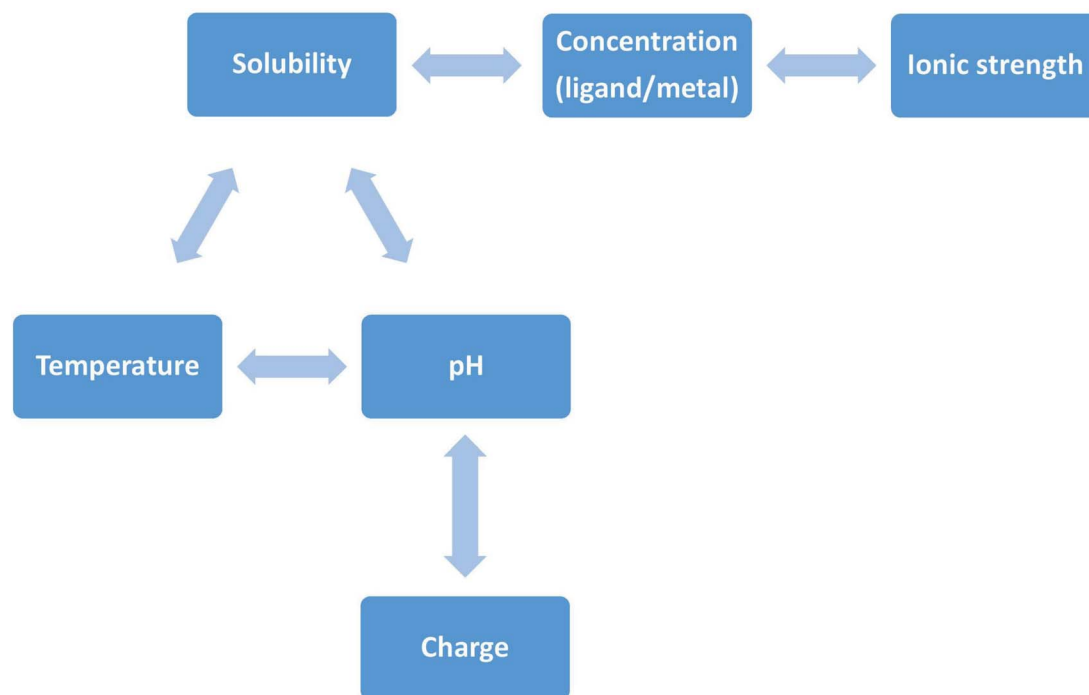 Solubility
Concentration
(ligand/metal)
Ionic strength
Temperature
pH
Charge